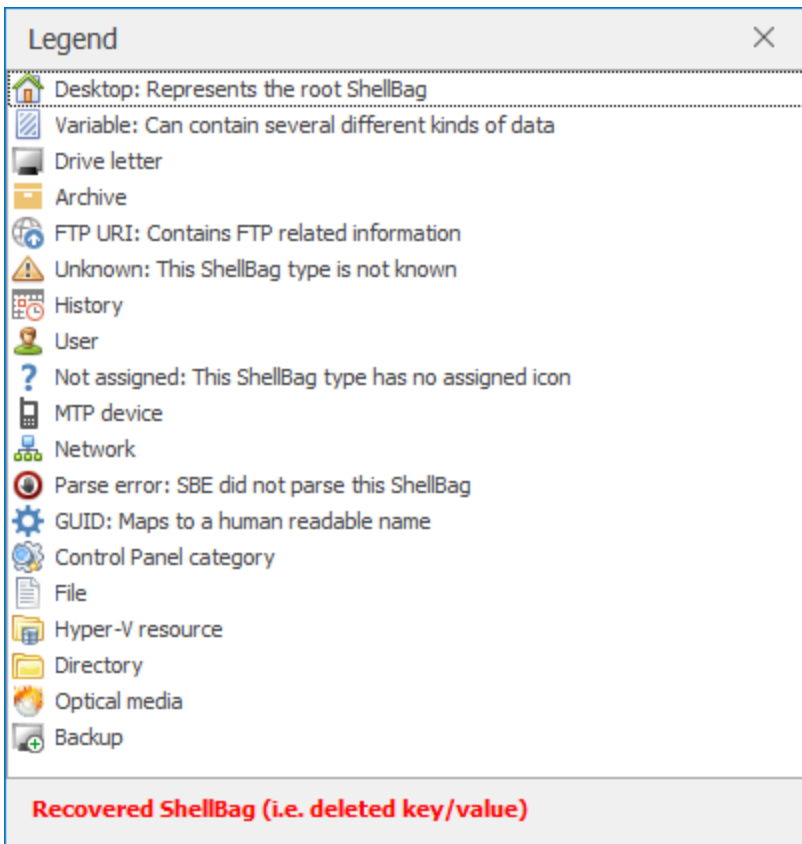 Legend
Desktop: Represents the root ShellBag
Variable: Can contain several different kinds of data
Drive letter
Archive
FTP URI: Contains FTP related information
Unknown: This ShellBag type is not known
History
User
Not assigned: This ShellBag type has no assigned icon
MTP device
Network
Parse error: SBE did not parse this ShellBag
GUID: Maps to a human readable name
Control Panel category
File
Hyper-V resource
Directory
Optical media
Backup
Recovered ShellBag (i.e. deleted key/value)